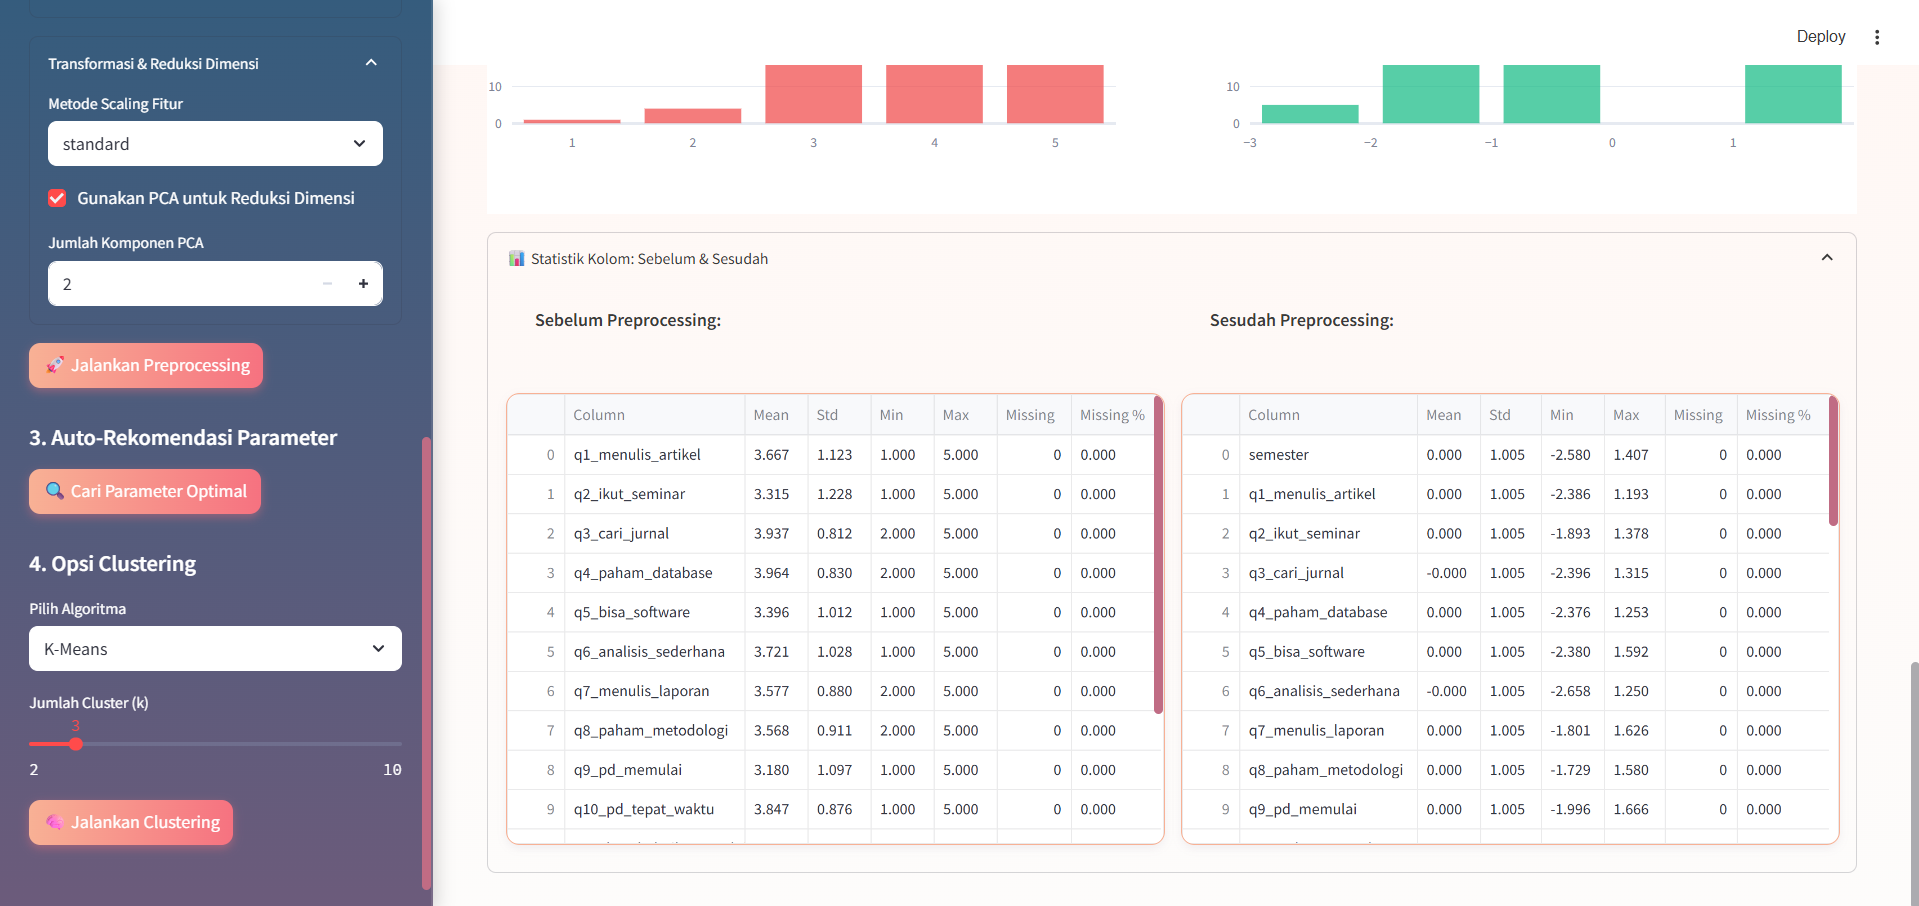 Transformasi & Reduksi Dimensi
Metode Scaling Fitur
standard
Gunakan PCA untuk Reduksi Dimensi
Jumlah Komponen PCA
2 − +
🚀 Jalankan Preprocessing
3. Auto-Rekomendasi Parameter
🔍 Cari Parameter Optimal
4. Opsi Clustering
Pilih Algoritma
K-Means
Jumlah Cluster (k)
3
2 10
🧠 Jalankan Clustering
Deploy
10
0
1 2 3 4 5
10
0
−3 −2 −1 0 1
📊 Statistik Kolom: Sebelum & Sesudah
Sebelum Preprocessing:
Column Mean Std Min Max Missing Missing %
0 q1_menulis_artikel 3.667 1.123 1.000 5.000 0 0.000
1 q2_ikut_seminar 3.315 1.228 1.000 5.000 0 0.000
2 q3_cari_jurnal 3.937 0.812 2.000 5.000 0 0.000
3 q4_paham_database 3.964 0.830 2.000 5.000 0 0.000
4 q5_bisa_software 3.396 1.012 1.000 5.000 0 0.000
5 q6_analisis_sederhana 3.721 1.028 1.000 5.000 0 0.000
6 q7_menulis_laporan 3.577 0.880 2.000 5.000 0 0.000
7 q8_paham_metodologi 3.568 0.911 2.000 5.000 0 0.000
8 q9_pd_memulai 3.180 1.097 1.000 5.000 0 0.000
9 q10_pd_tepat_waktu 3.847 0.876 1.000 5.000 0 0.000
Sesudah Preprocessing:
Column Mean Std Min Max Missing Missing %
0 semester 0.000 1.005 -2.580 1.407 0 0.000
1 q1_menulis_artikel 0.000 1.005 -2.386 1.193 0 0.000
2 q2_ikut_seminar 0.000 1.005 -1.893 1.378 0 0.000
3 q3_cari_jurnal -0.000 1.005 -2.396 1.315 0 0.000
4 q4_paham_database 0.000 1.005 -2.376 1.253 0 0.000
5 q5_bisa_software 0.000 1.005 -2.380 1.592 0 0.000
6 q6_analisis_sederhana -0.000 1.005 -2.658 1.250 0 0.000
7 q7_menulis_laporan 0.000 1.005 -1.801 1.626 0 0.000
8 q8_paham_metodologi 0.000 1.005 -1.729 1.580 0 0.000
9 q9_pd_memulai 0.000 1.005 -1.996 1.666 0 0.000